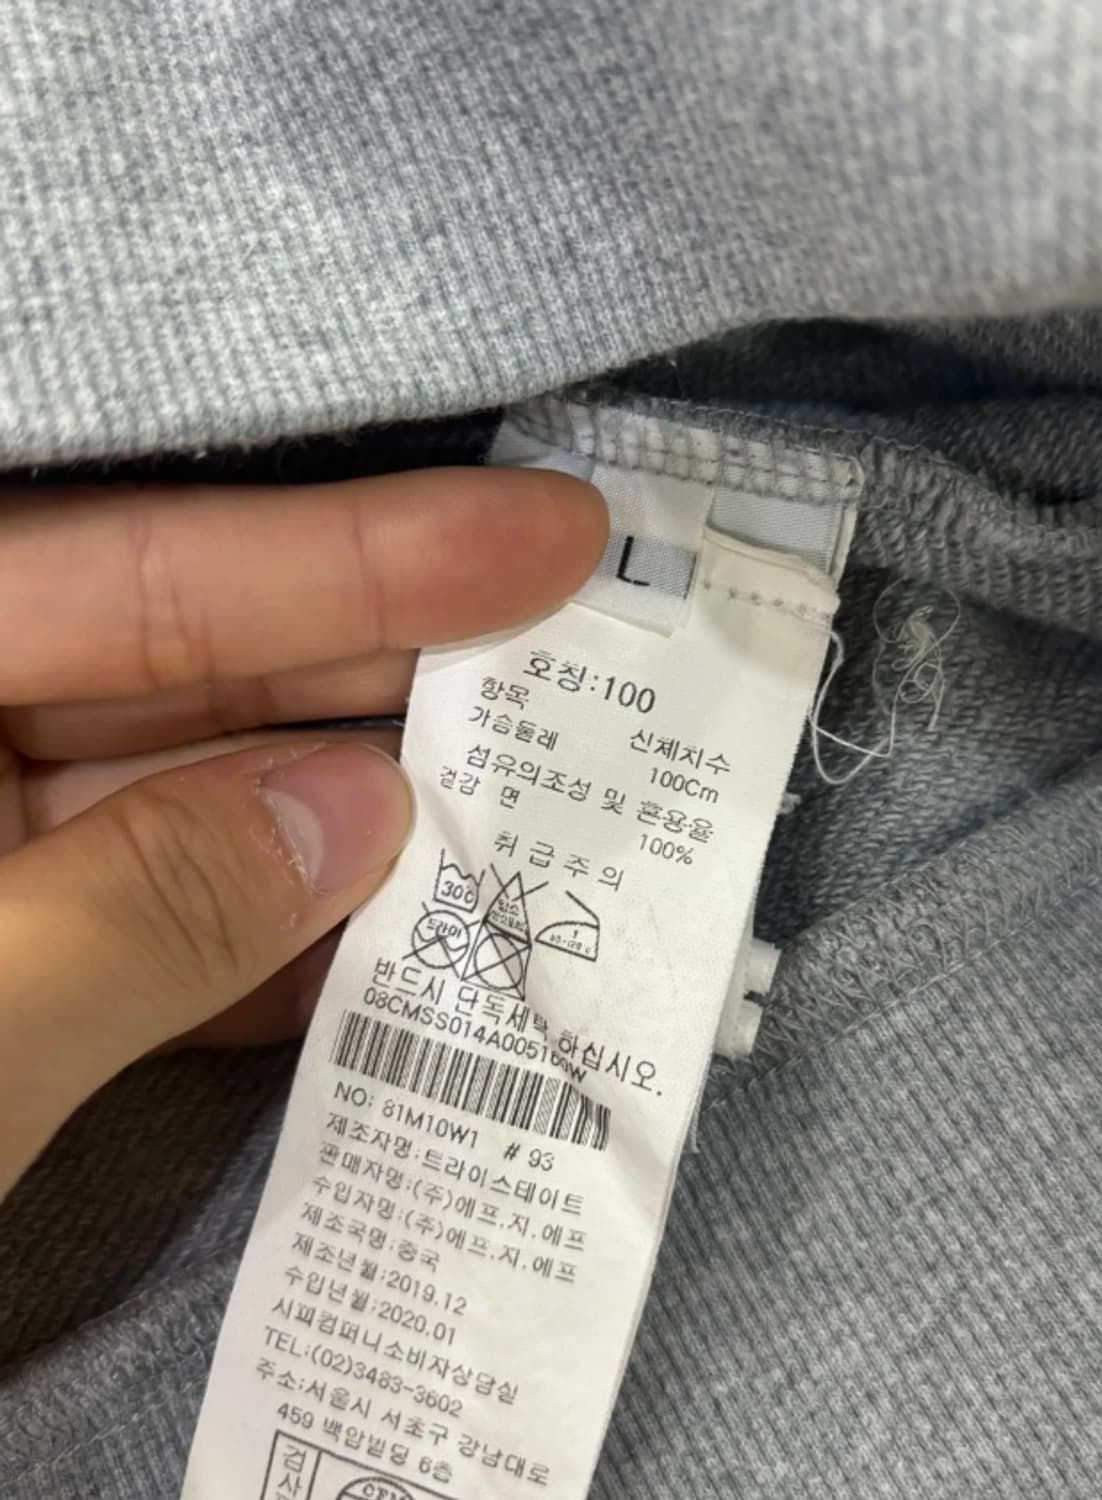 L
호칭:100
항목 신체치수
가슴둘레 100Cm
섬유의조성 및 혼용율
겉감 면 100%
취급주의
30C
드라이
반드시 단독세탁 하십시오.
NO: 81M10W1 # 93
제조자명:트라이스테이트
판매자명:(주)에프.지.에프
수입자명:(주)에프.지.에프
제조국명:중국
제조년월:2019.12
수입년월:2020.01
시피컴퍼니소비자상담실
TEL:(02)3483-3602
주소:서울시 서초구 강남대로
459 백암빌딩 6층
검
사